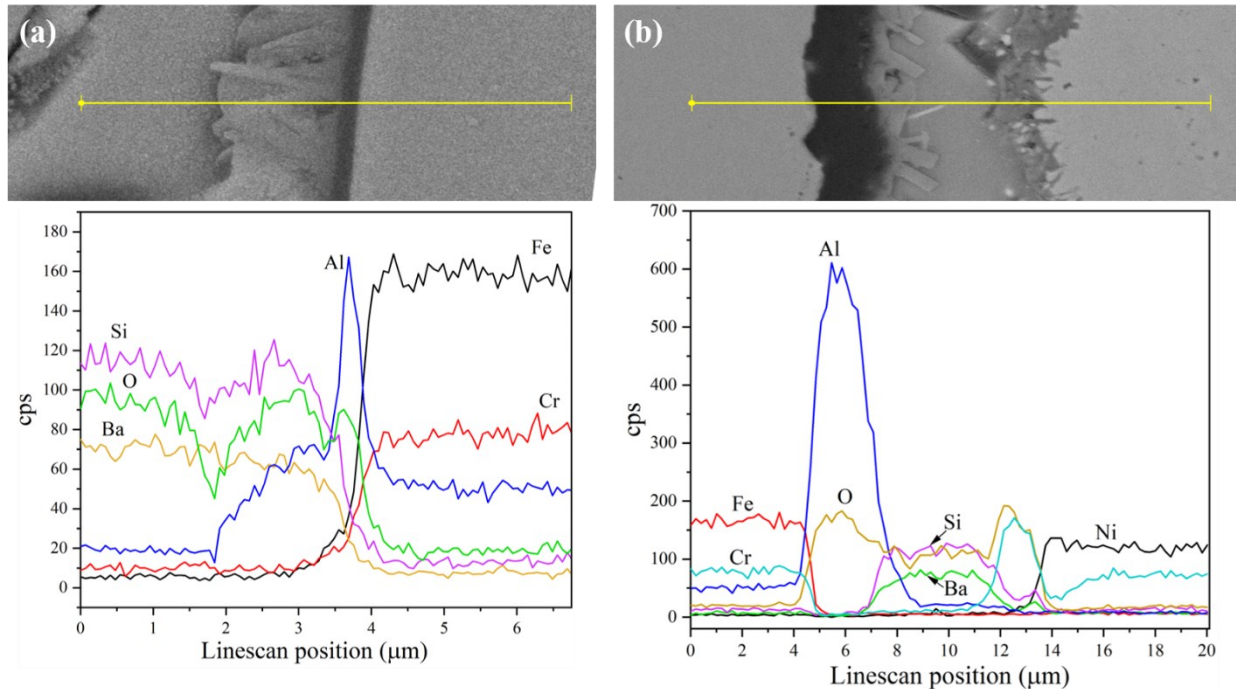 (a)
(b)
180
160
140
120
100
80
60
40
20
0
cps
Si
O
Ba
Al
Fe
Cr
0 1 2 3 4 5 6
Linescan position (μm)
700
600
500
400
300
200
100
0
cps
Al
Fe
Cr
O
Si
Ba
Ni
0 2 4 6 8 10 12 14 16 18 20
Linescan position (μm)